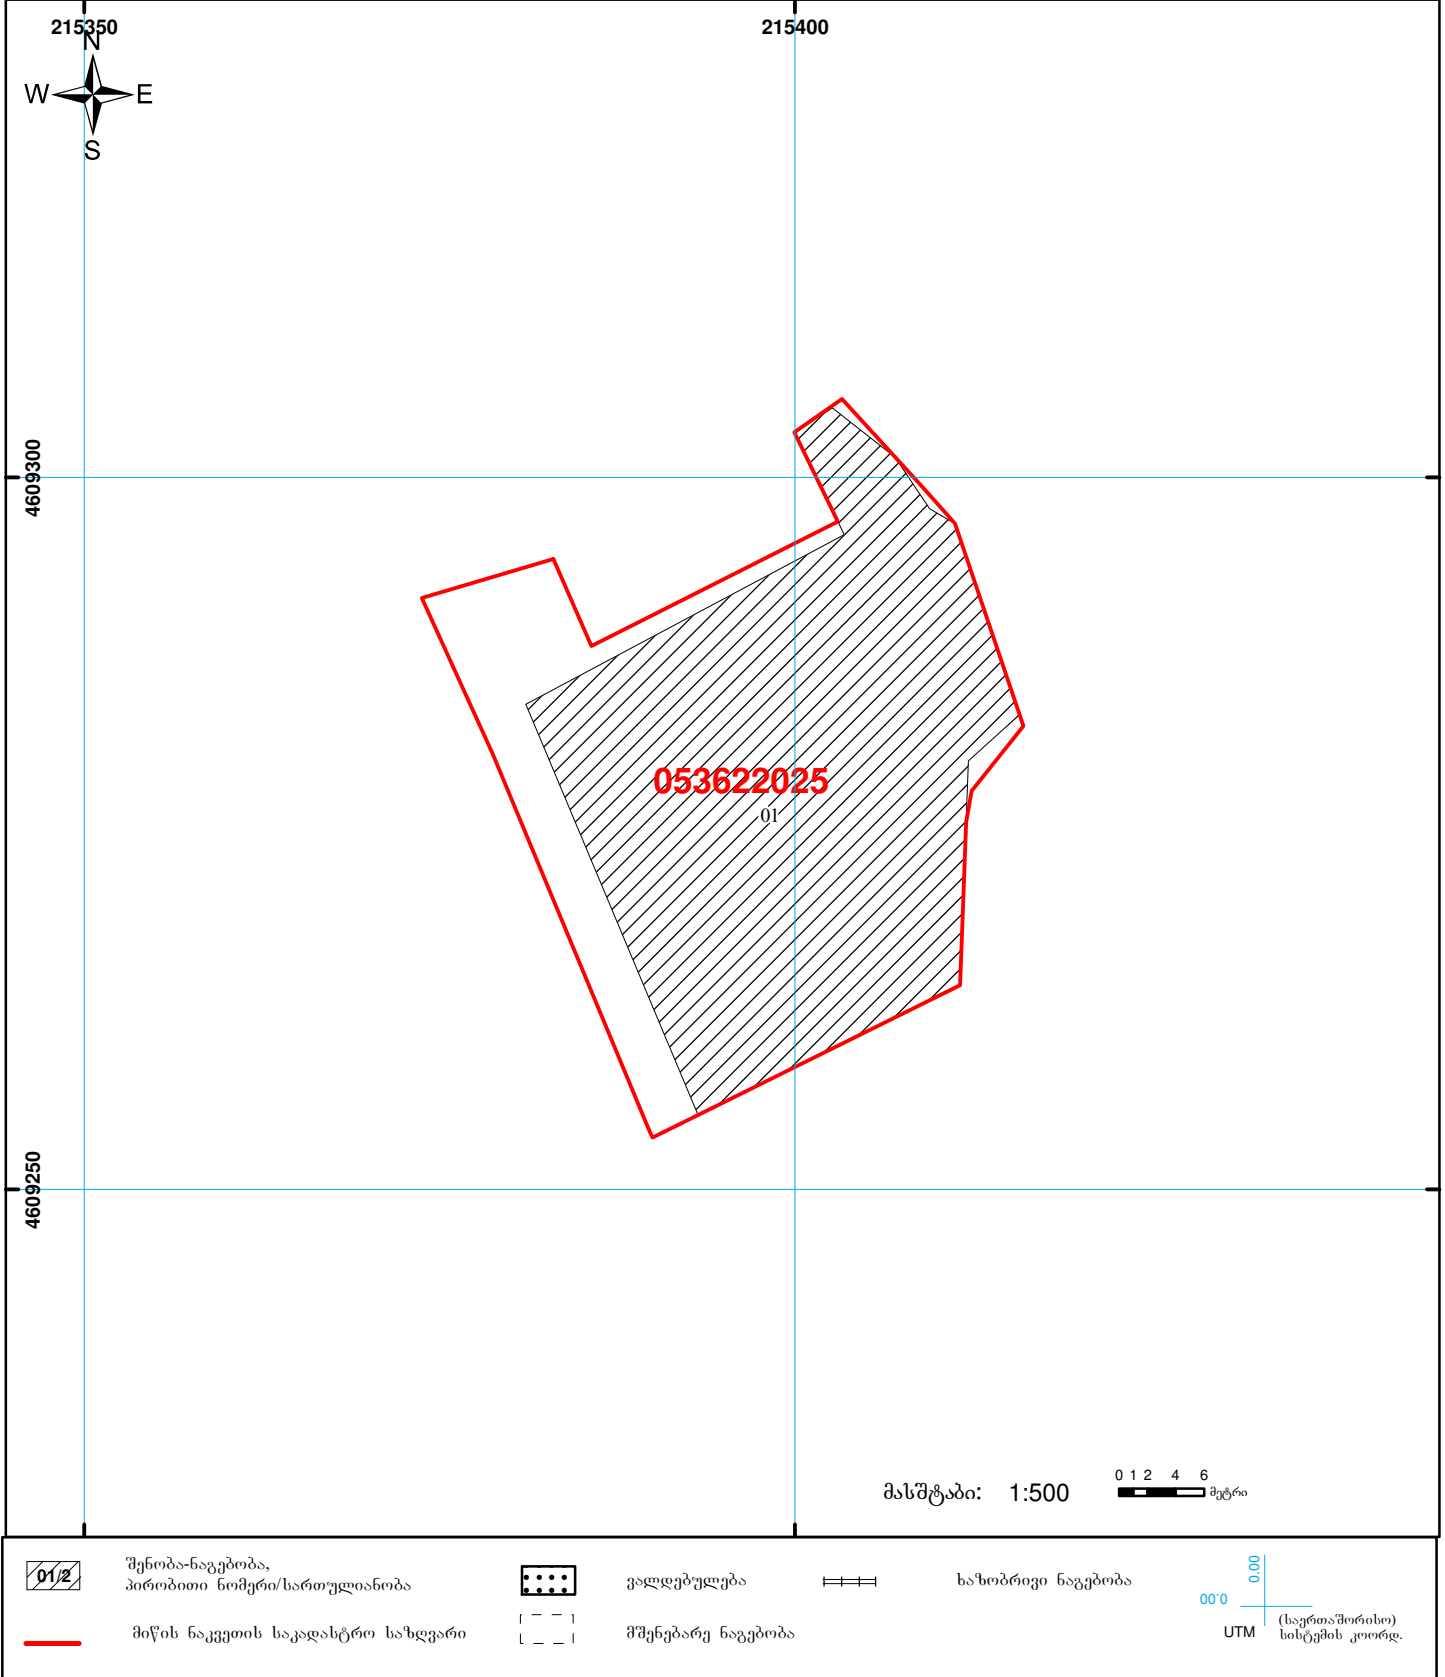 215350
215400
N
W E
S
4609300
053622025
01
4609250
მასშტაბი: 1:500
0 1 2 4 6
მეტრი
01/2
შენობა-ნაგებობა,
პირობითი ნომერი/სართულიანობა
ვალდებულება
ხაზობრივი ნაგებობა
მიწის ნაკვეთის საკადასტრო საზღვარი
მშენებარე ნაგებობა
00.0
00.0
UTM
(საერთაშორისო)
სისტემის კოორდ.